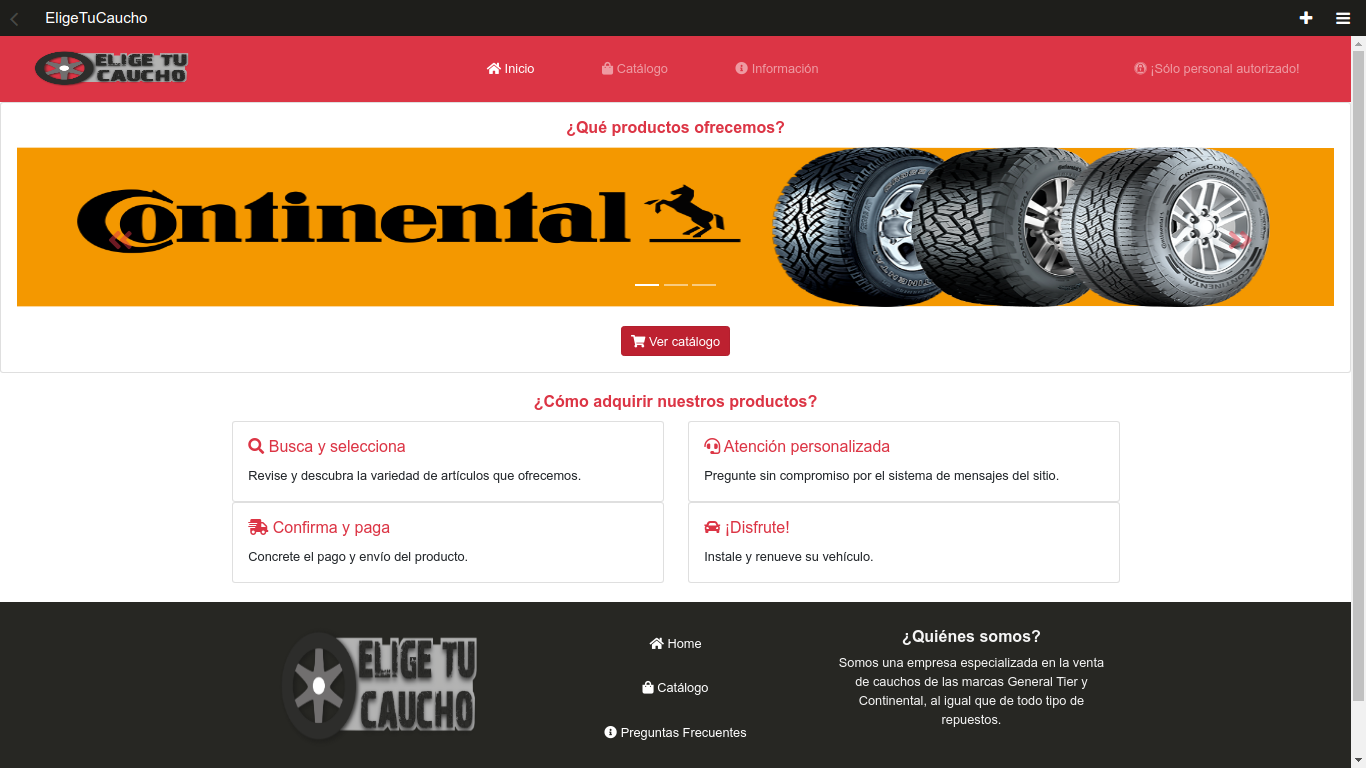 EligeTuCaucho
ELIGE TU
CAUCHO
Inicio
Catálogo
Información
¡Sólo personal autorizado!
¿Qué productos ofrecemos?
Continental
CROSSCONTACT
CONTINENTAL
Ver catálogo
¿Cómo adquirir nuestros productos?
Busca y selecciona
Revise y descubra la variedad de artículos que ofrecemos.
Atención personalizada
Pregunte sin compromiso por el sistema de mensajes del sitio.
Confirma y paga
Concrete el pago y envío del producto.
¡Disfrute!
Instale y renueve su vehículo.
ELIGE TU
CAUCHO
Home
Catálogo
Preguntas Frecuentes
¿Quiénes somos?
Somos una empresa especializada en la venta
de cauchos de las marcas General Tier y
Continental, al igual que de todo tipo de
repuestos.